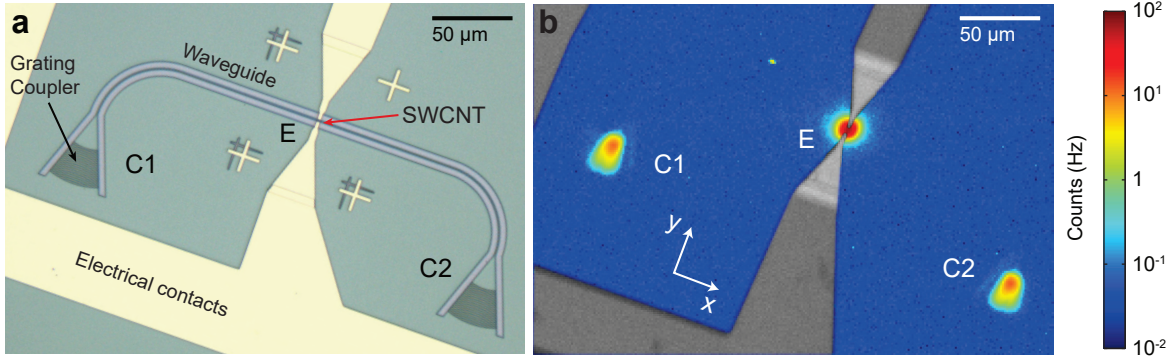 a
50 µm
Waveguide
Grating
Coupler
SWCNT
E
C1
C2
Electrical contacts
b
50 µm
E
C1
y
x
C2
10²
10¹
1
10⁻¹
10⁻²
Counts (Hz)